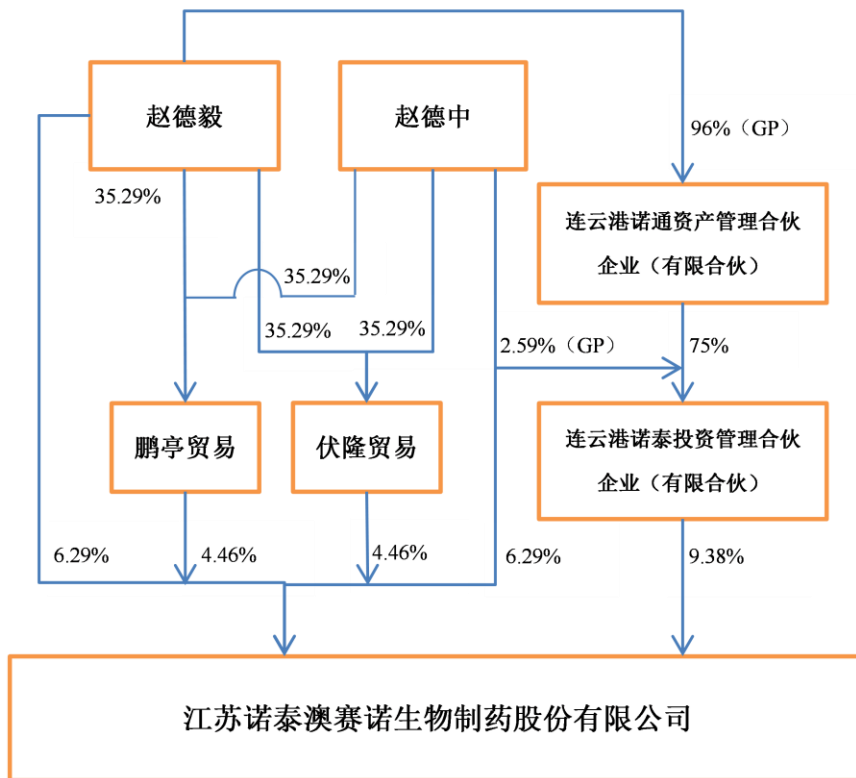 赵德毅
赵德中
96%（GP）
35.29%
连云港诺通资产管理合伙
企业（有限合伙）
35.29%
35.29%
35.29%
2.59%（GP）
75%
鹏亭贸易
伏隆贸易
连云港诺泰投资管理合伙
企业（有限合伙）
6.29%
4.46%
4.46%
6.29%
9.38%
江苏诺泰澳赛诺生物制药股份有限公司